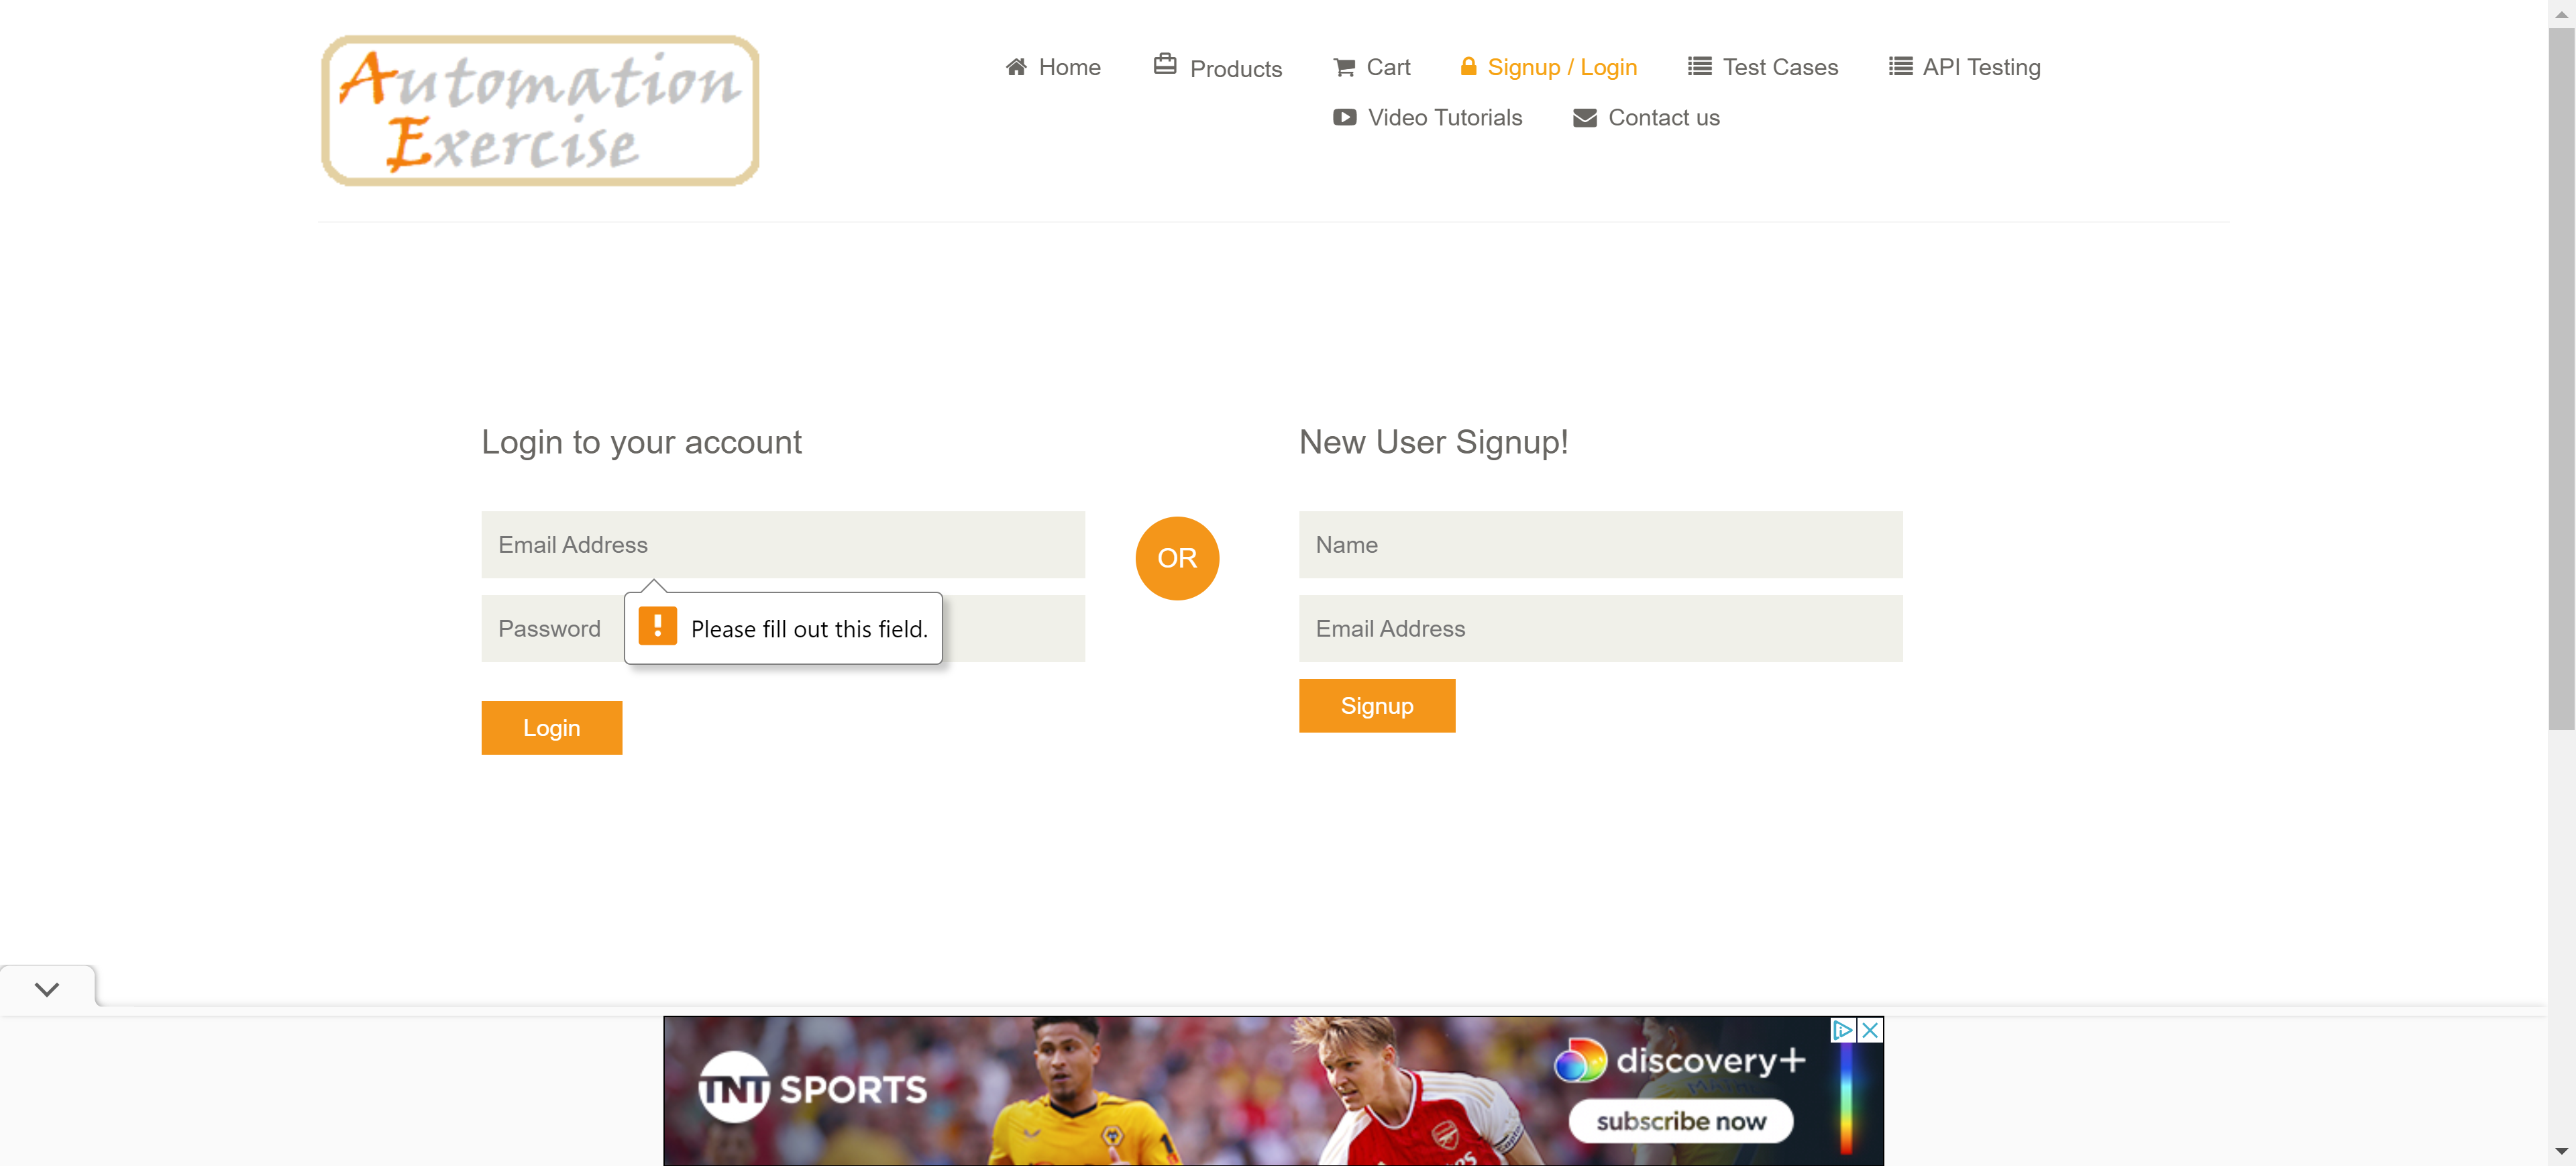 Automation
Exercise
Home
Products
Cart
Signup / Login
Test Cases
API Testing
Video Tutorials
Contact us
Login to your account
Email Address
Password
Please fill out this field.
Login
OR
New User Signup!
Name
Email Address
Signup
TNT SPORTS
discovery+
subscribe now